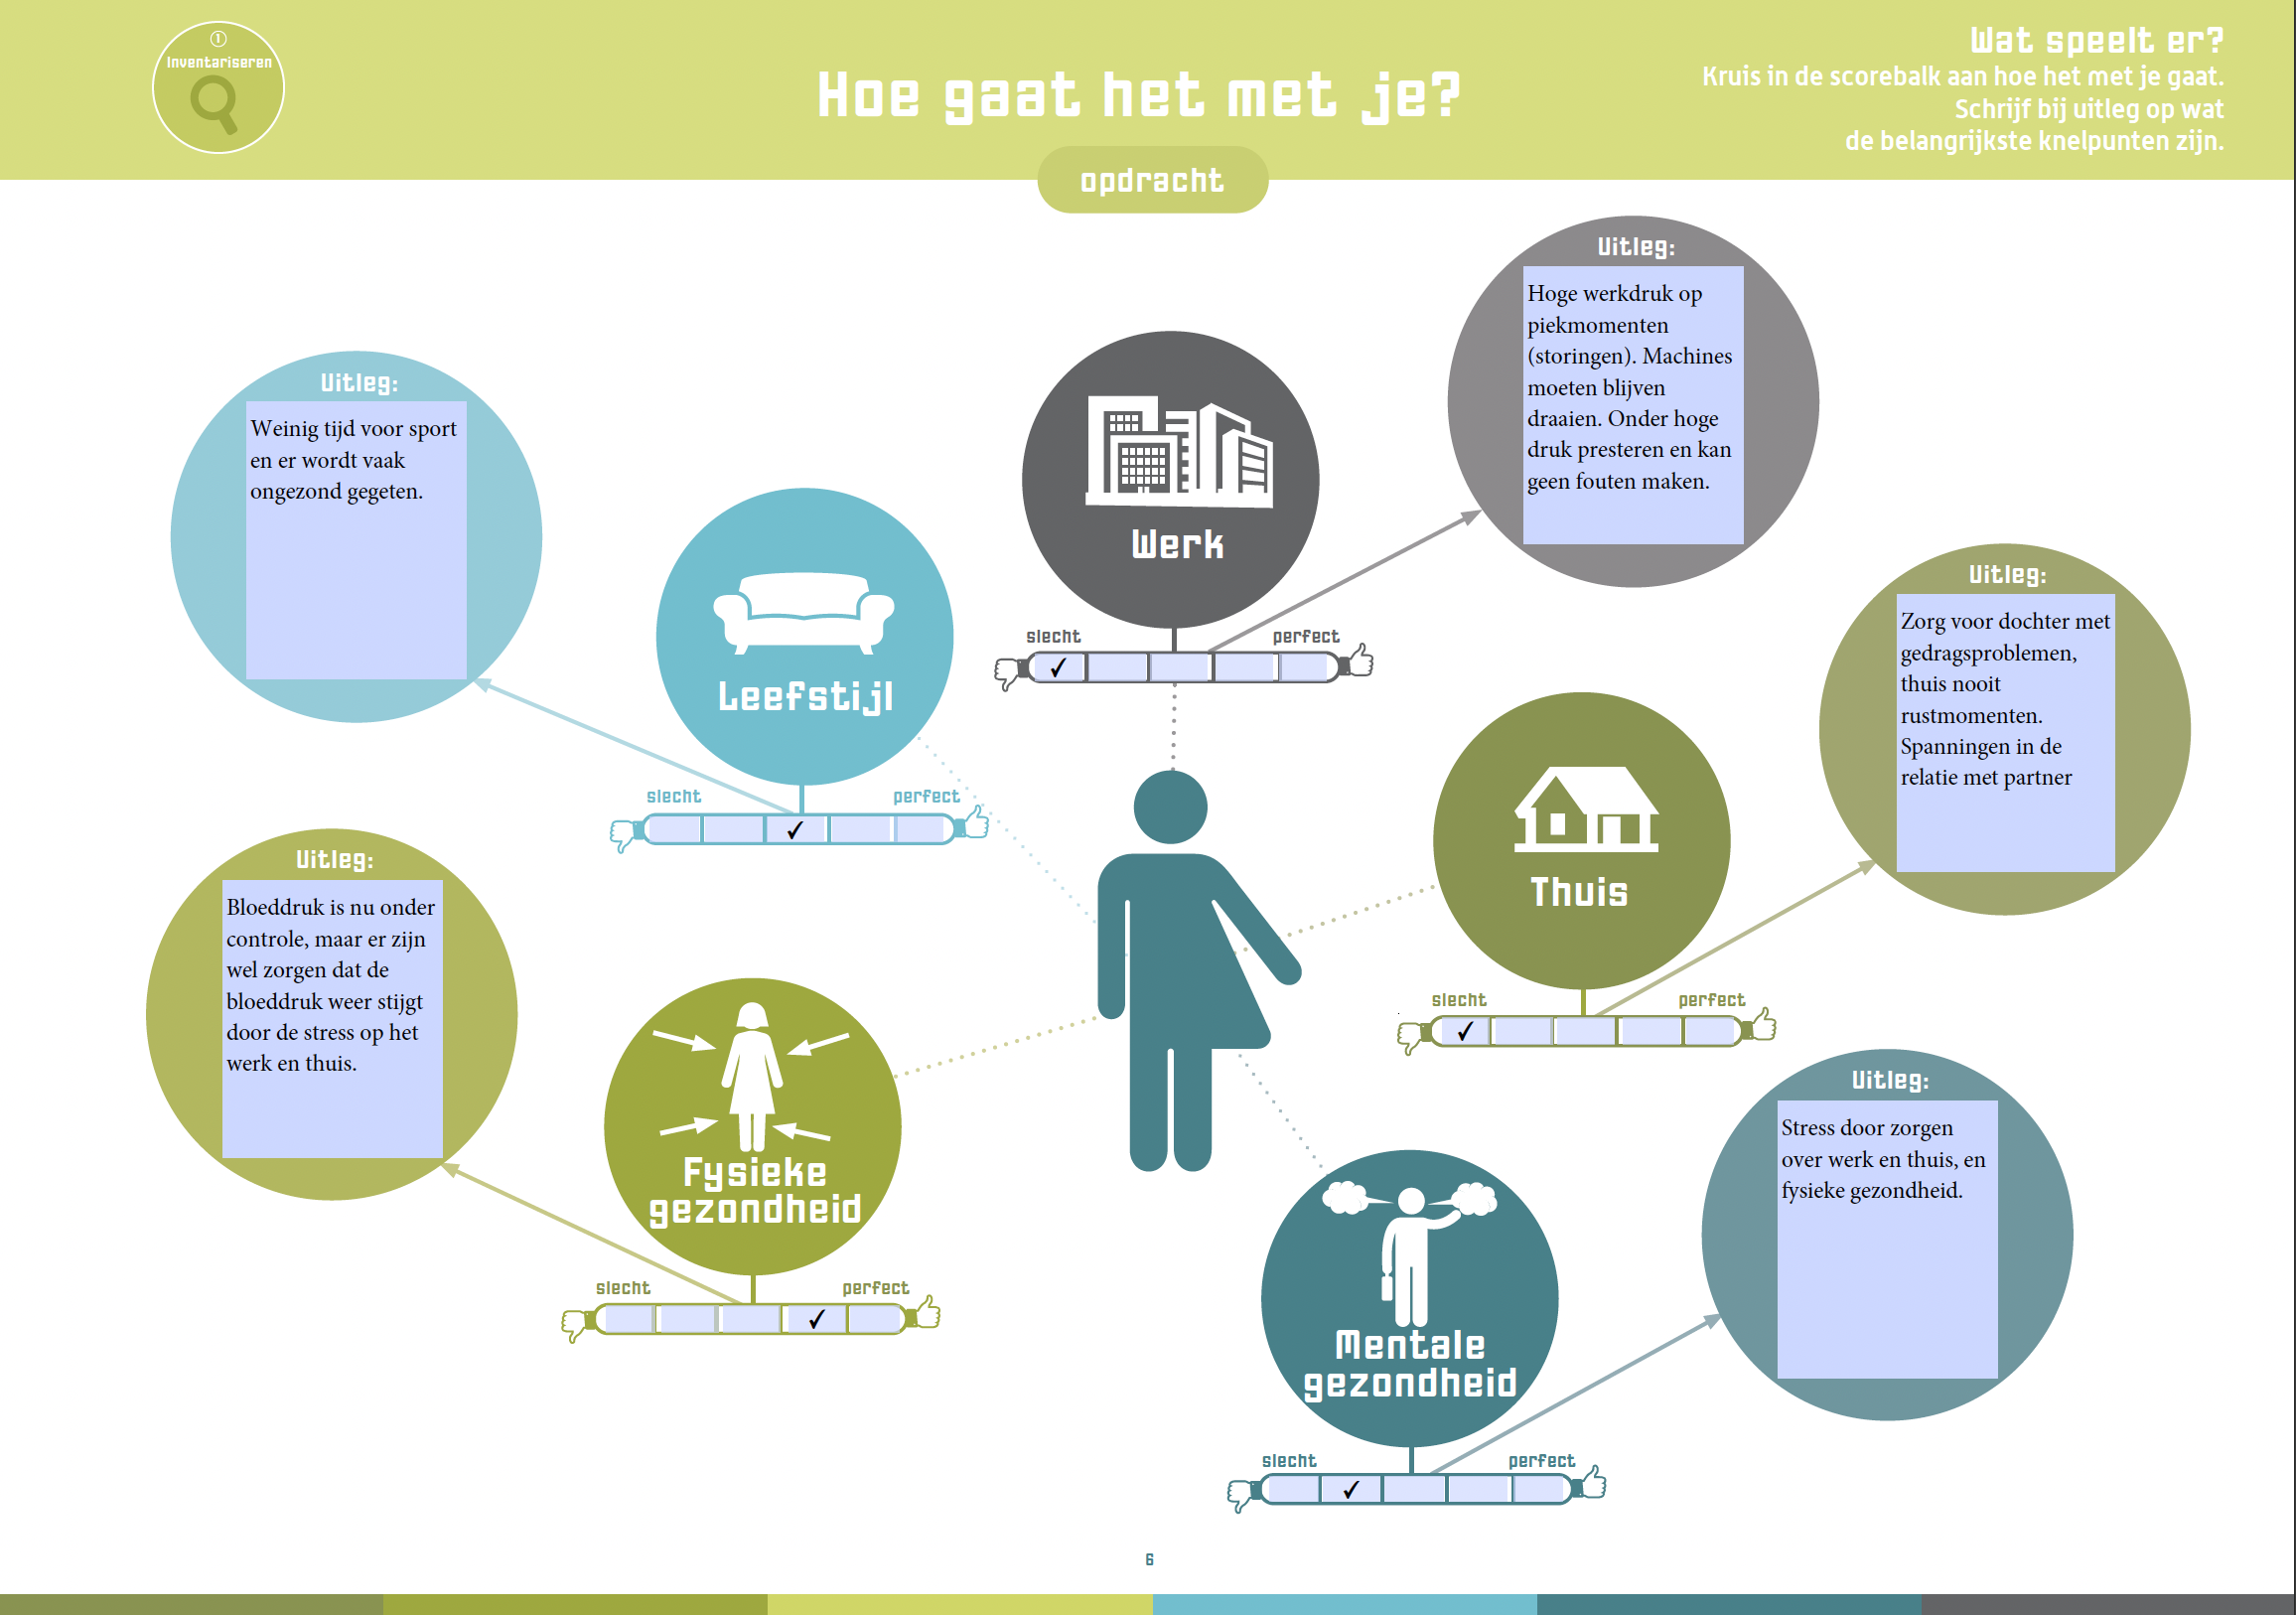 ①
Inventariseren
Hoe gaat het met je?
opdracht
Wat speelt er?
Kruis in de scorebalk aan hoe het met je gaat.
Schrijf bij uitleg op wat
de belangrijkste knelpunten zijn.
Uitleg:
Hoge werkdruk op
piekmomenten
(storingen). Machines
moeten blijven
draaien. Onder hoge
druk presteren en kan
geen fouten maken.
Werk
slecht
perfect
✓
Uitleg:
Weinig tijd voor sport
en er wordt vaak
ongezond gegeten.
Leefstijl
slecht
perfect
✓
Uitleg:
Zorg voor dochter met
gedragsproblemen,
thuis nooit
rustmomenten.
Spanningen in de
relatie met partner
Thuis
slecht
perfect
✓
Uitleg:
Bloeddruk is nu onder
controle, maar er zijn
wel zorgen dat de
bloeddruk weer stijgt
door de stress op het
werk en thuis.
Fysieke
gezondheid
slecht
perfect
✓
Uitleg:
Stress door zorgen
over werk en thuis, en
fysieke gezondheid.
Mentale
gezondheid
slecht
perfect
✓
6